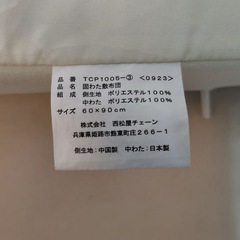 品番 TCP1005-③ <0923>
品名 固わた敷布団
組成 側生地 ポリエステル100%
中わた ポリエステル100%
サイズ 60×90cm
株式会社 西松屋チェーン
兵庫県姫路市飾東町庄266-1
側生地:中国製 中わた:日本製